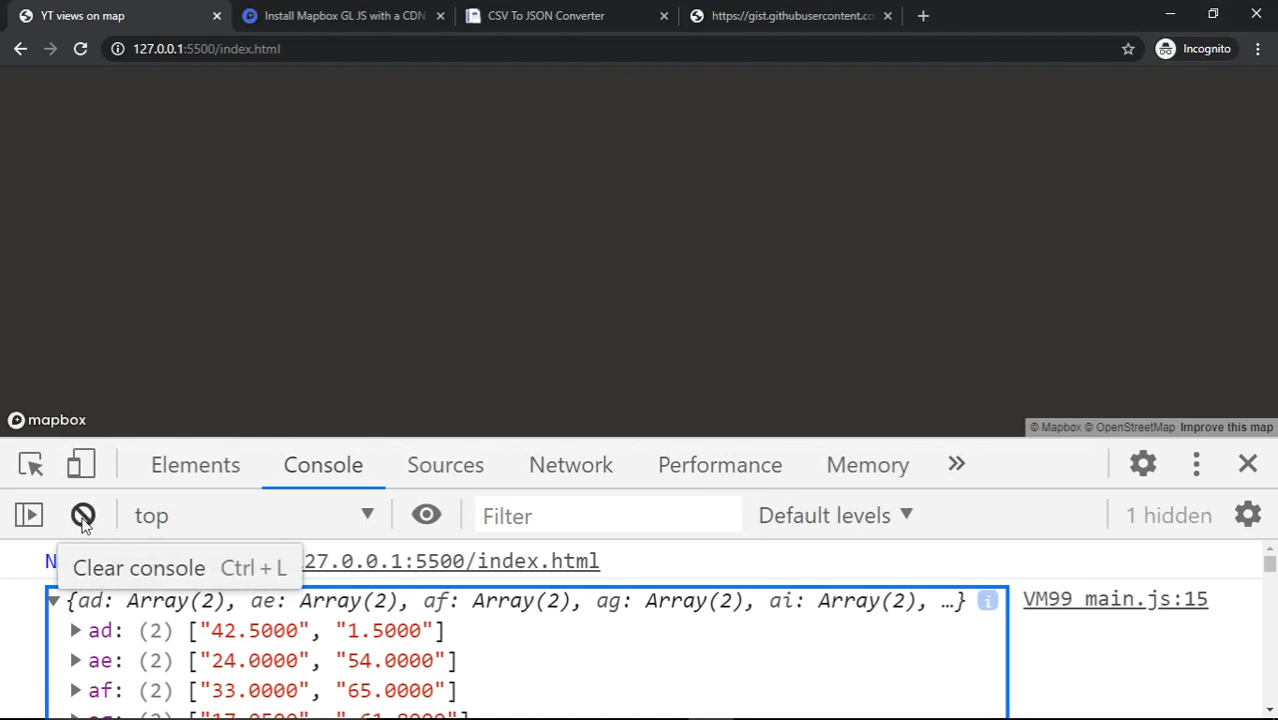 YT views on map
Install Mapbox GL JS with a CDN
CSV To JSON Converter
https://gist.githubusercontent.co
127.0.0.1:5500/index.html
Incognito
mapbox
© Mapbox © OpenStreetMap Improve this map
Elements Console Sources Network Performance Memory
top Filter Default levels 1 hidden
27.0.0.1:5500/index.html
Clear console Ctrl + L
{ad: Array(2), ae: Array(2), af: Array(2), ag: Array(2), ai: Array(2), …} VM99 main.js:15
ad: (2) ["42.5000", "1.5000"]
ae: (2) ["24.0000", "54.0000"]
af: (2) ["33.0000", "65.0000"]